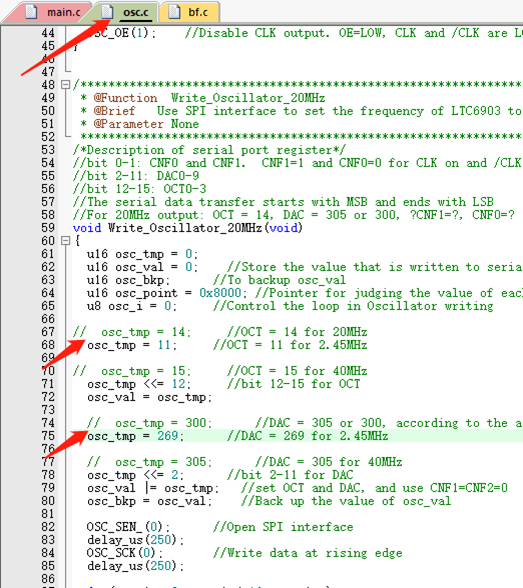 main.c osc.c bf.c
44 OSC_OE(1); //Disable CLK output. OE=LOW, CLK and /CLK are LO
45 }
46
47
48 /***************************************************************
49 * @Function Write_Oscillator_20MHz
50 * @Brief Use SPI interface to set the frequency of LTC6903 to
51 * @Parameter None
52 ***************************************************************
53 /*Description of serial port register*/
54 //bit 0-1: CNF0 and CNF1. CNF1=1 and CNF0=0 for CLK on and /CLK
55 //bit 2-11: DAC0-9
56 //bit 12-15: OCT0-3
57 //The serial data transfer starts with MSB and ends with LSB
58 //For 20MHz output: OCT = 14, DAC = 305 or 300, ?CNF1=?, CNF0=?
59 void Write_Oscillator_20MHz(void)
60 {
61 u16 osc_tmp = 0;
62 u16 osc_val = 0; //Store the value that is written to seria
63 u16 osc_bkp; //To backup osc_val
64 u16 osc_point = 0x8000; //Pointer for judging the value of eac
65 u8 osc_i = 0; //Control the loop in Oscillator writing
66
67 // osc_tmp = 14; //OCT = 14 for 20MHz
68 osc_tmp = 11; //OCT = 11 for 2.45MHz
69
70 // osc_tmp = 15; //OCT = 15 for 40MHz
71 osc_tmp <<= 12; //bit 12-15 for OCT
72 osc_val = osc_tmp;
73
74 // osc_tmp = 300; //DAC = 305 or 300, according to the a
75 osc_tmp = 269; //DAC = 269 for 2.45MHz
76
77 // osc_tmp = 305; //DAC = 305 for 40MHz
78 osc_tmp <<= 2; //bit 2-11 for DAC
79 osc_val |= osc_tmp; //set OCT and DAC, and use CNF1=CNF2=0
80 osc_bkp = osc_val; //Back up the value of osc_val
81
82 OSC_SEN_(0); //Open SPI interface
83 delay_us(250);
84 OSC_SCK(0); //Write data at rising edge
85 delay_us(250);
86